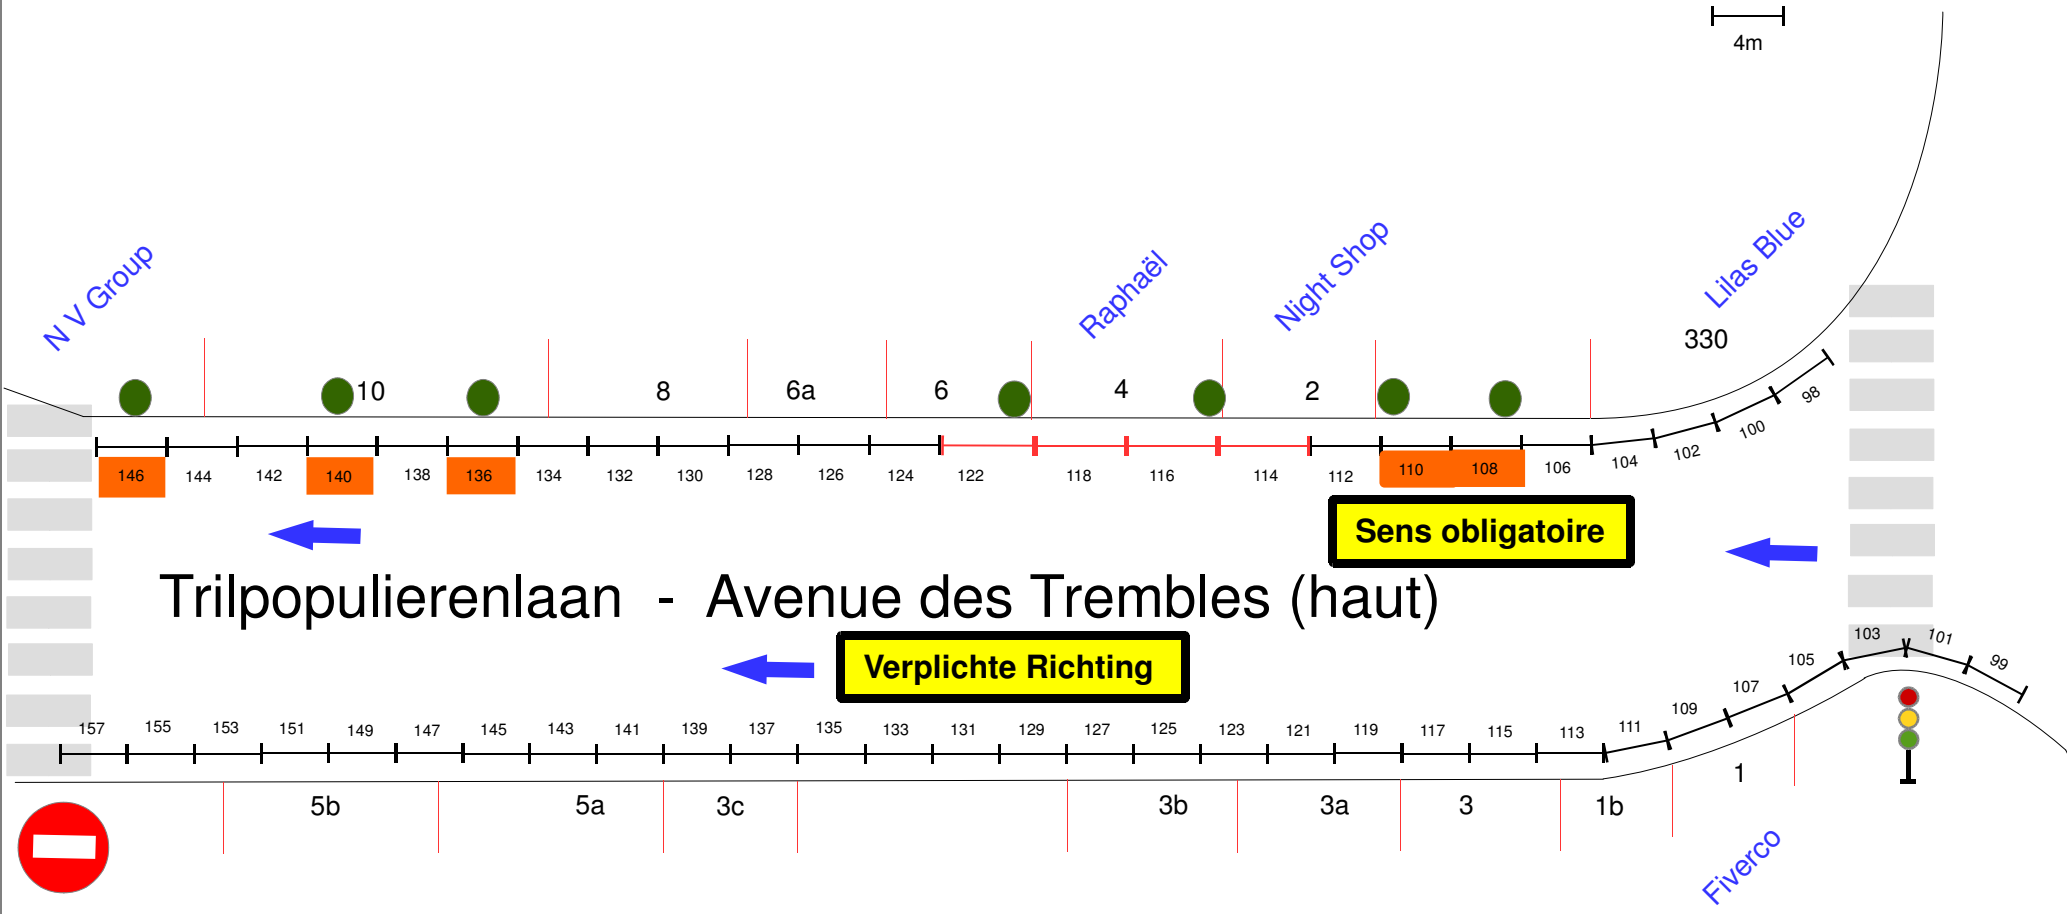 4m
N V Group
Raphaël
Night Shop
Lilas Blue
330
10
8
6a
6
4
2
146 144 142 140 138 136 134 132 130 128 126 124 122 118 116 114 112 110 108 106 104 102 100 98
Sens obligatoire
Trilpopulierenlaan - Avenue des Trembles (haut)
Verplichte Richting
157 155 153 151 149 147 145 143 141 139 137 135 133 131 129 127 125 123 121 119 117 115 113 111 109 107 105 103 101 99
5b
5a
3c
3b
3a
3
1b
1
Fiverco